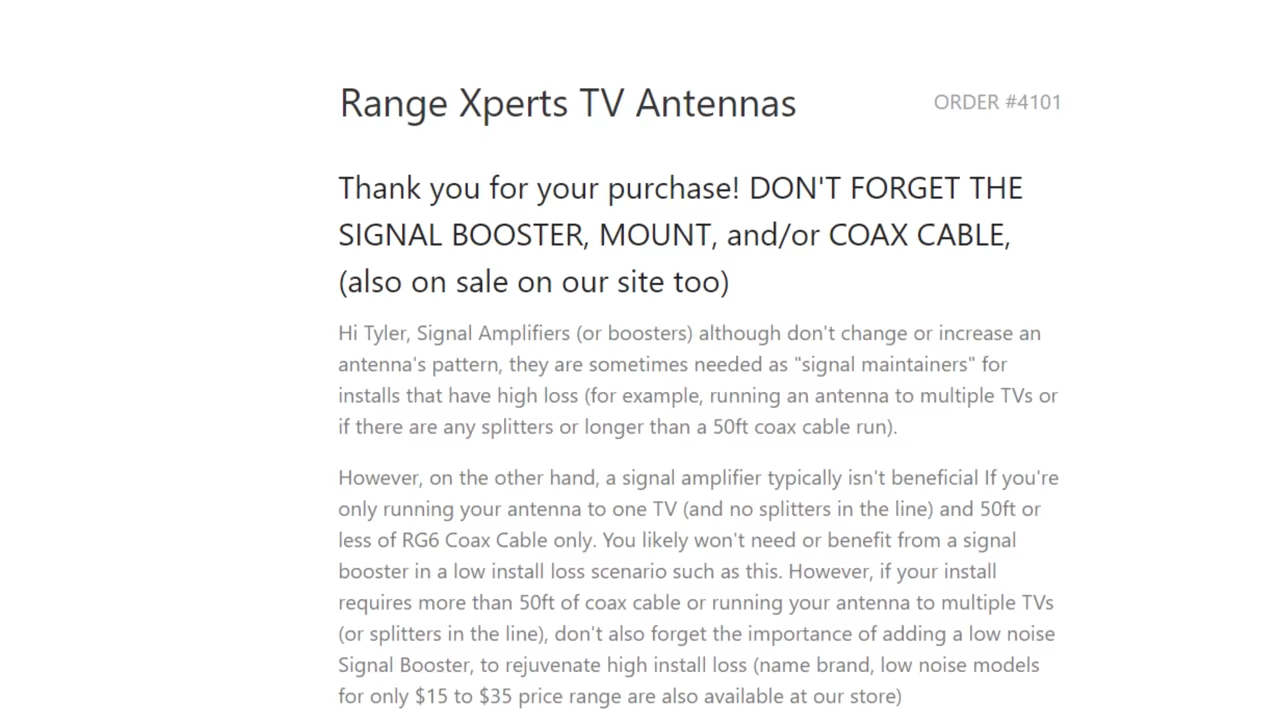 Range Xperts TV Antennas
ORDER #4101
Thank you for your purchase! DON'T FORGET THE
SIGNAL BOOSTER, MOUNT, and/or COAX CABLE,
(also on sale on our site too)
Hi Tyler, Signal Amplifiers (or boosters) although don't change or increase an
antenna's pattern, they are sometimes needed as "signal maintainers" for
installs that have high loss (for example, running an antenna to multiple TVs or
if there are any splitters or longer than a 50ft coax cable run).
However, on the other hand, a signal amplifier typically isn't beneficial If you're
only running your antenna to one TV (and no splitters in the line) and 50ft or
less of RG6 Coax Cable only. You likely won't need or benefit from a signal
booster in a low install loss scenario such as this. However, if your install
requires more than 50ft of coax cable or running your antenna to multiple TVs
(or splitters in the line), don't also forget the importance of adding a low noise
Signal Booster, to rejuvenate high install loss (name brand, low noise models
for only $15 to $35 price range are also available at our store)